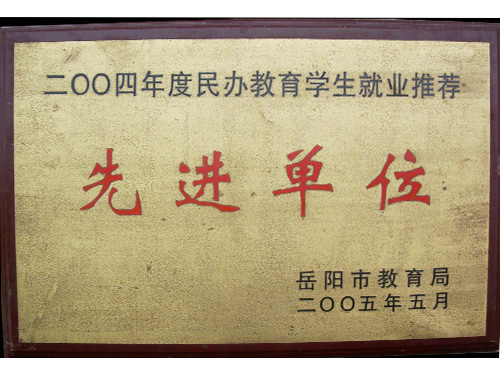 二〇〇四年度民办教育学生就业推荐
先进单位
岳阳市教育局
二〇〇五年五月